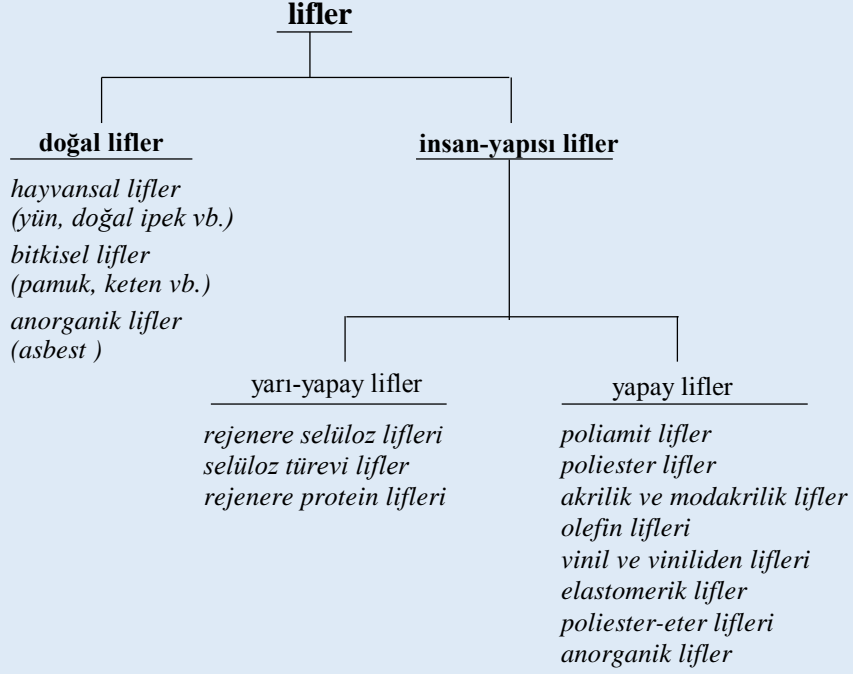 lifler
doğal lifler
hayvansal lifler
(yün, doğal ipek vb.)
bitkisel lifler
(pamuk, keten vb.)
anorganik lifler
(asbest )
insan-yapısı lifler
yarı-yapay lifler
rejenere selüloz lifleri
selüloz türevi lifler
rejenere protein lifleri
yapay lifler
poliamit lifler
poliester lifler
akrilik ve modakrilik lifler
olefin lifleri
vinil ve viniliden lifleri
elastomerik lifler
poliester-eter lifleri
anorganik lifler